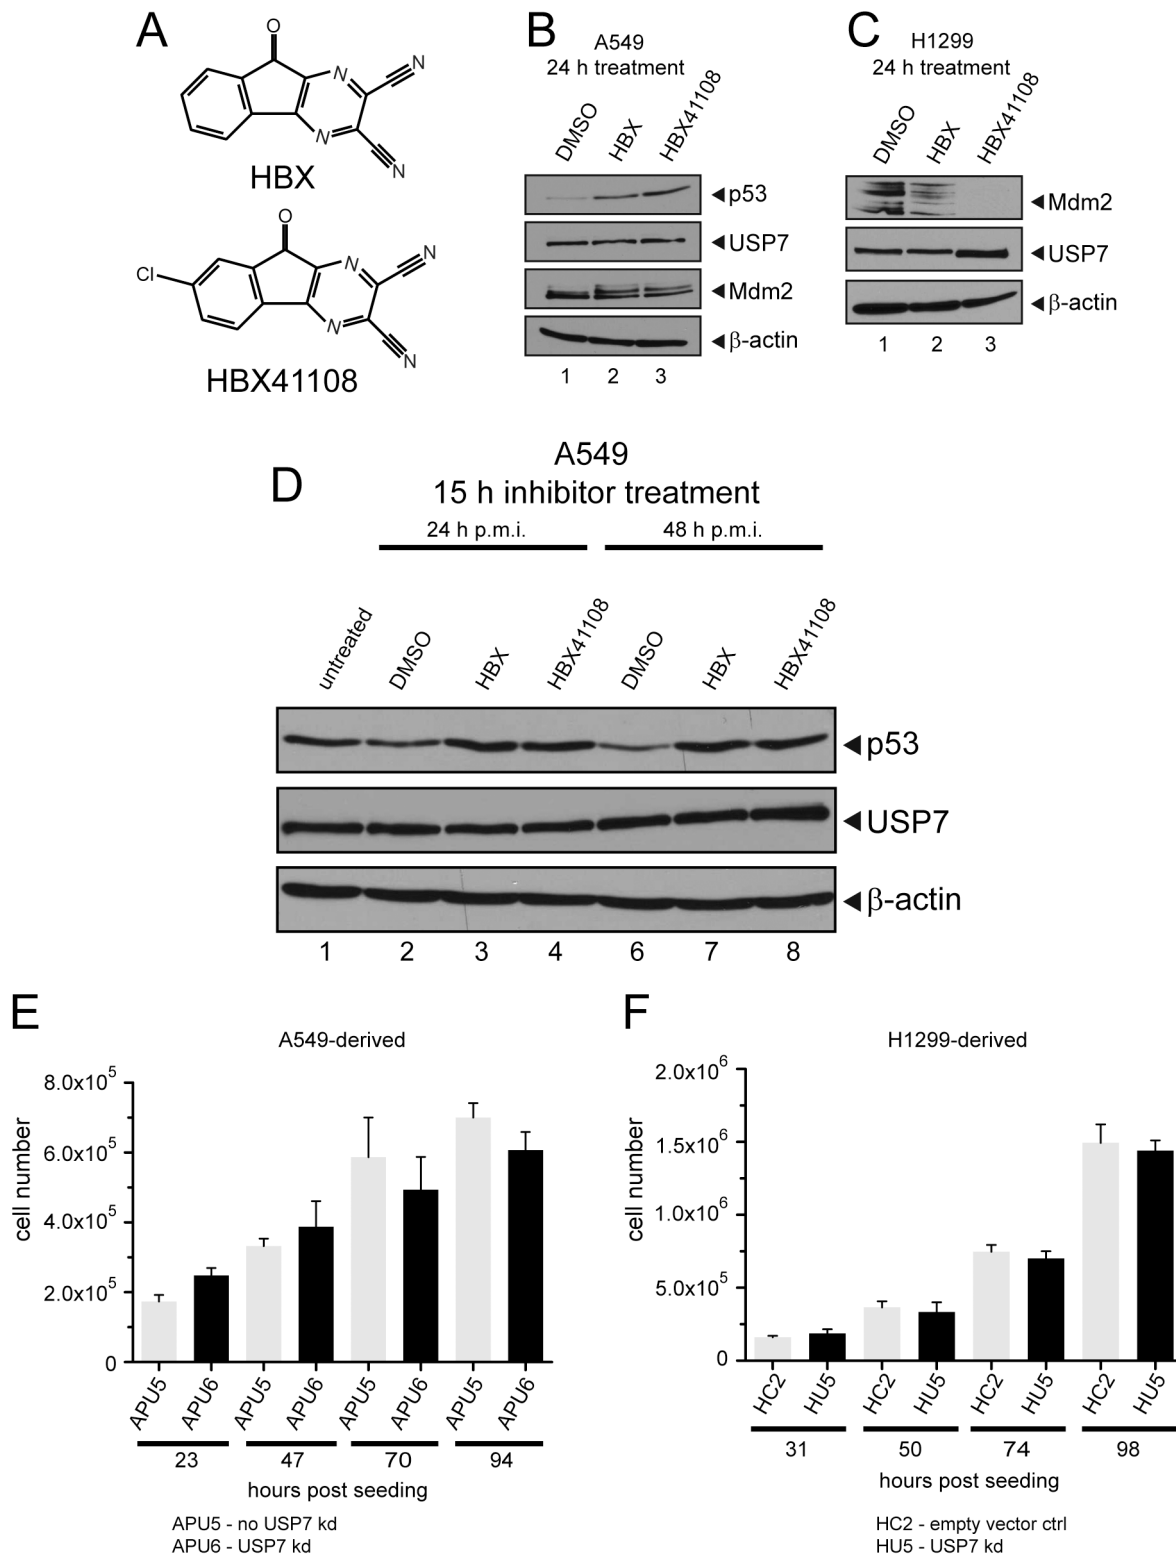 A
O
N
N
N
N
HBX
O
Cl
N
N
N
N
HBX41108
B
A549
24 h treatment
DMSO
HBX
HBX41108
◄p53
◄USP7
◄Mdm2
◄β-actin
1 2 3
C
H1299
24 h treatment
DMSO
HBX
HBX41108
◄Mdm2
◄USP7
◄β-actin
1 2 3
D
A549
15 h inhibitor treatment
24 h p.m.i. 48 h p.m.i.
untreated
DMSO
HBX
HBX41108
DMSO
HBX
HBX41108
◄p53
◄USP7
◄β-actin
1 2 3 4 6 7 8
E
A549-derived
cell number
8.0x10⁵
6.0x10⁵
4.0x10⁵
2.0x10⁵
0
APU5 APU6 APU5 APU6 APU5 APU6 APU5 APU6
23 47 70 94
hours post seeding
APU5 - no USP7 kd
APU6 - USP7 kd
F
H1299-derived
cell number
2.0x10⁶
1.5x10⁶
1.0x10⁶
5.0x10⁵
0
HC2 HU5 HC2 HU5 HC2 HU5 HC2 HU5
31 50 74 98
hours post seeding
HC2 - empty vector ctrl
HU5 - USP7 kd